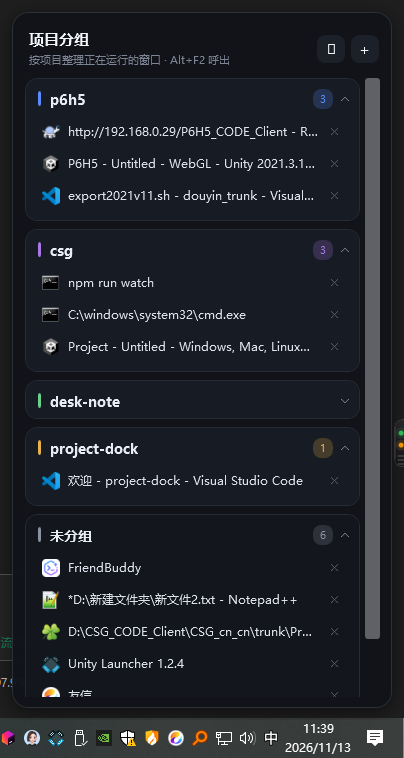 项目分组
按项目整理正在运行的窗口 · Alt+F2 呼出
p6h5
3
http://192.168.0.29/P6H5_CODE_Client - R...
P6H5 - Untitled - WebGL - Unity 2021.3.1...
export2021v11.sh - douyin_trunk - Visual...
csg
3
npm run watch
C:\windows\system32\cmd.exe
Project - Untitled - Windows, Mac, Linux...
desk-note
project-dock
1
欢迎 - project-dock - Visual Studio Code
未分组
6
FriendBuddy
*D:\新建文件夹\新文件2.txt - Notepad++
D:\CSG_CODE_Client\CSG_cn_cn\trunk\Pr...
Unity Launcher 1.2.4
友信
中
11:39
2026/11/13